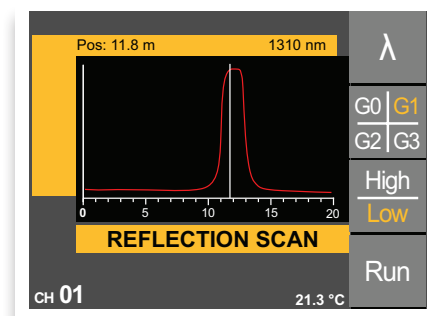 Pos: 11.8 m 1310 nm
λ
G0 G1
G2 G3
High
Low
0 5 10 15 20
REFLECTION SCAN
Run
CH 01 21.3 °C